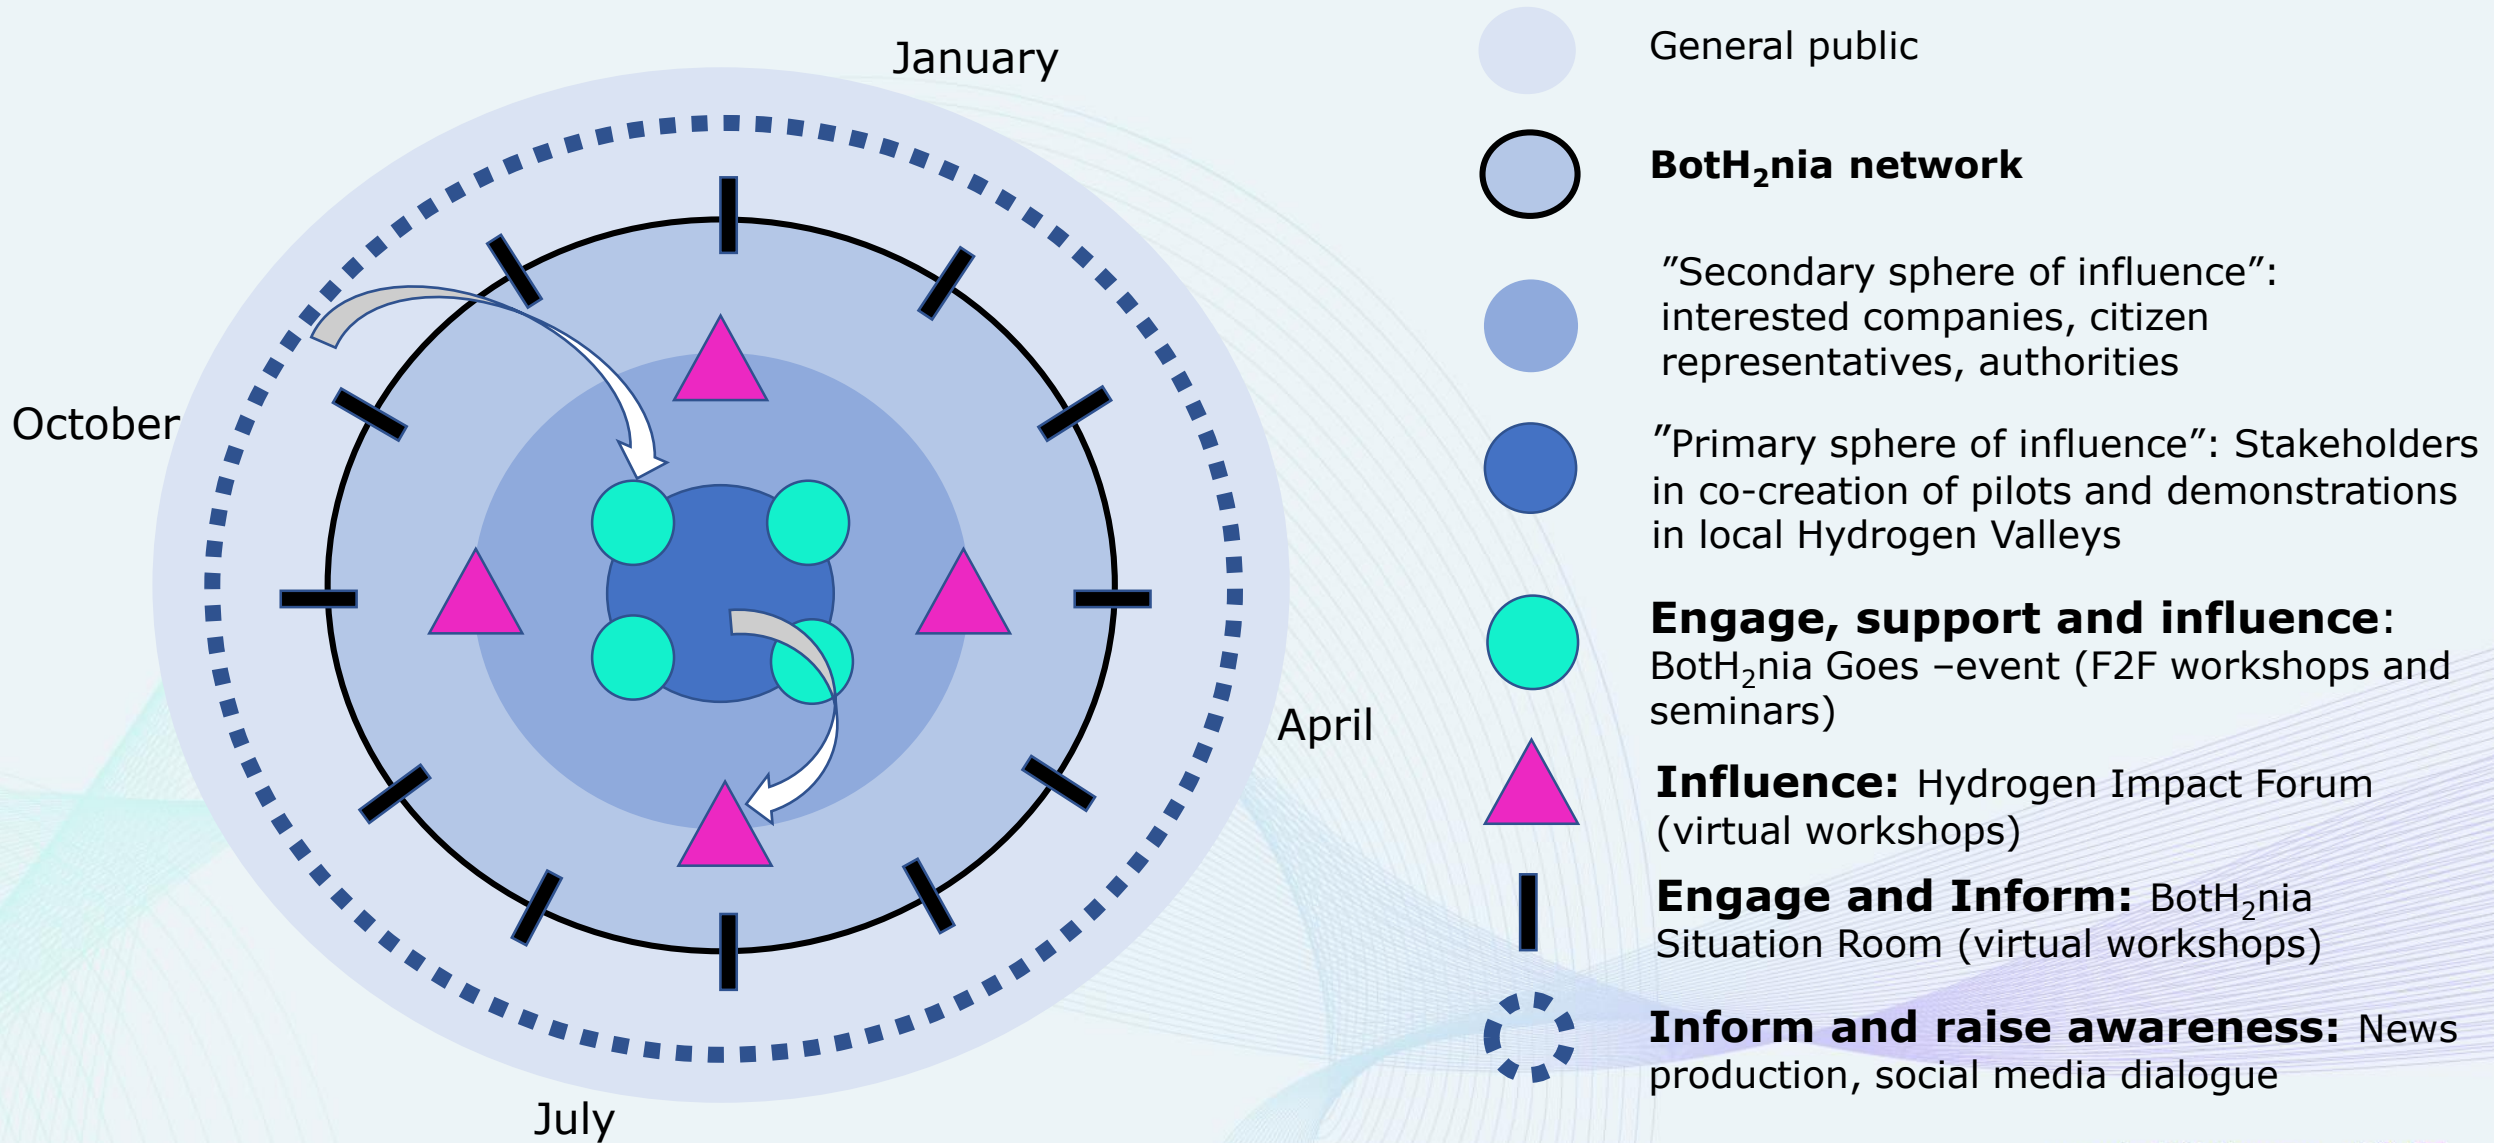 January
October
April
July
General public
BotH₂nia network
”Secondary sphere of influence”:
interested companies, citizen
representatives, authorities
”Primary sphere of influence”: Stakeholders
in co-creation of pilots and demonstrations
in local Hydrogen Valleys
Engage, support and influence:
BotH₂nia Goes –event (F2F workshops and
seminars)
Influence: Hydrogen Impact Forum
(virtual workshops)
Engage and Inform: BotH₂nia
Situation Room (virtual workshops)
Inform and raise awareness: News
production, social media dialogue